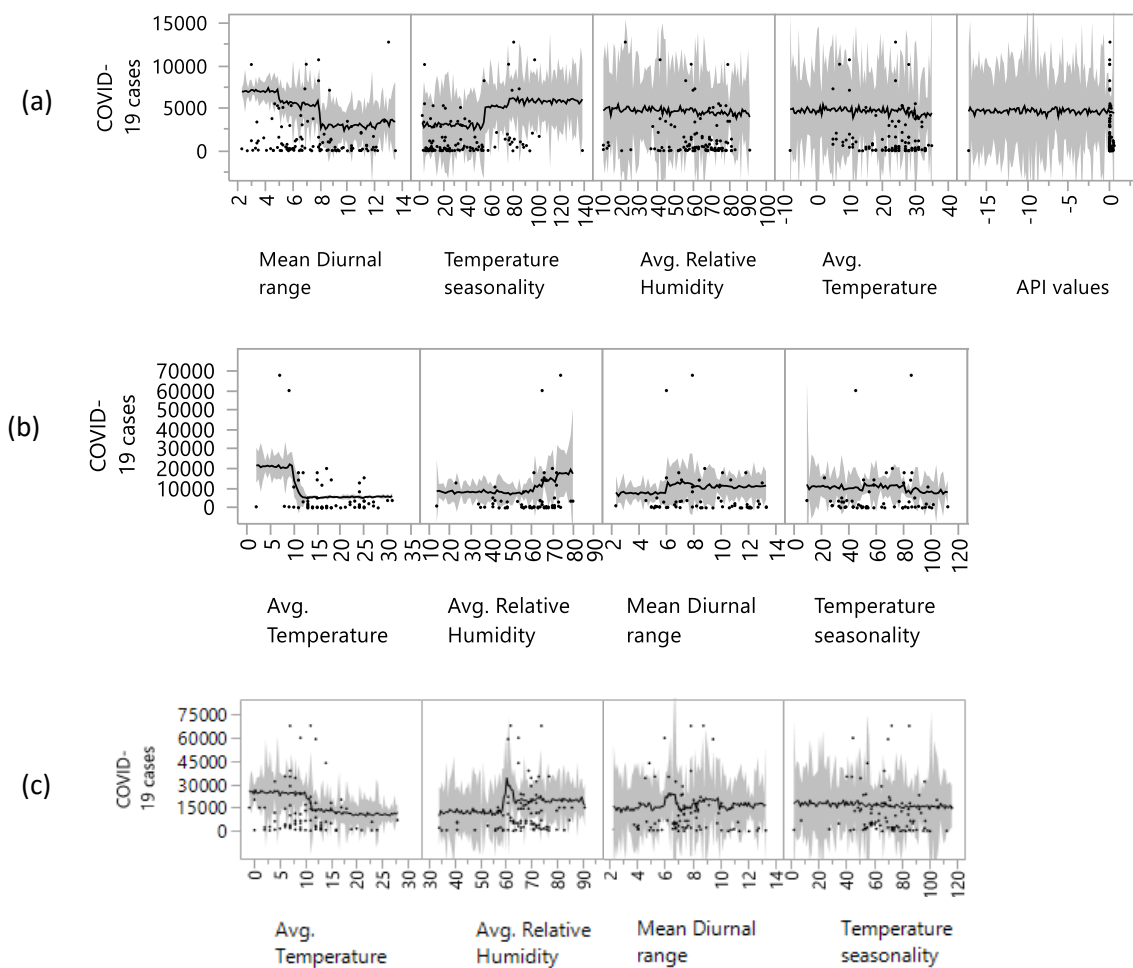 (a)
COVID-
19 cases
15000
10000
5000
0
2 4 6 8 10 12 14
0 20 40 60 80 100 120 140
10 20 30 40 50 60 70 80 90 100
-10 0 10 20 30 40
-15 -10 -5 0
Mean Diurnal
range
Temperature
seasonality
Avg. Relative
Humidity
Avg.
Temperature
API values
(b)
COVID-
19 cases
70000
60000
50000
40000
30000
20000
10000
0
0 5 10 15 20 25 30 35
10 20 30 40 50 60 70 80 90
2 4 6 8 10 12 14
0 20 40 60 80 100 120
Avg.
Temperature
Avg. Relative
Humidity
Mean Diurnal
range
Temperature
seasonality
(c)
COVID-
19 cases
75000
60000
45000
30000
15000
0
0 5 10 15 20 25 30
30 40 50 60 70 80 90
2 4 6 8 10 12 14
0 20 40 60 80 100 120
Avg.
Temperature
Avg. Relative
Humidity
Mean Diurnal
range
Temperature
seasonality